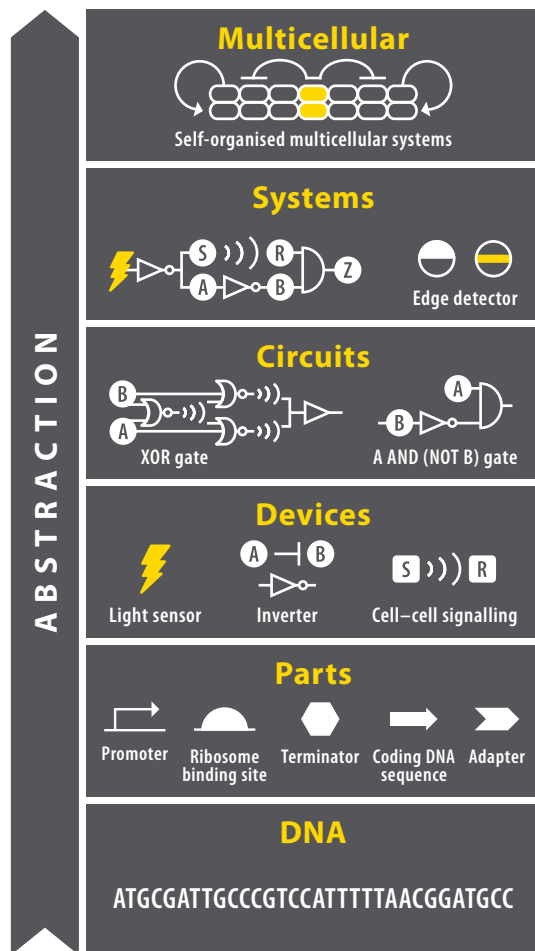 ABSTRACTION
Multicellular
Self-organised multicellular systems
Systems
S R
A B Z
Edge detector
Circuits
B
A
XOR gate
A
B
A AND (NOT B) gate
Devices
Light sensor
A B
Inverter
S R
Cell–cell signalling
Parts
Promoter
Ribosome
binding site
Terminator
Coding DNA
sequence
Adapter
DNA
ATGCGATTGCCCGTCCATTTTTAACGGATGCC